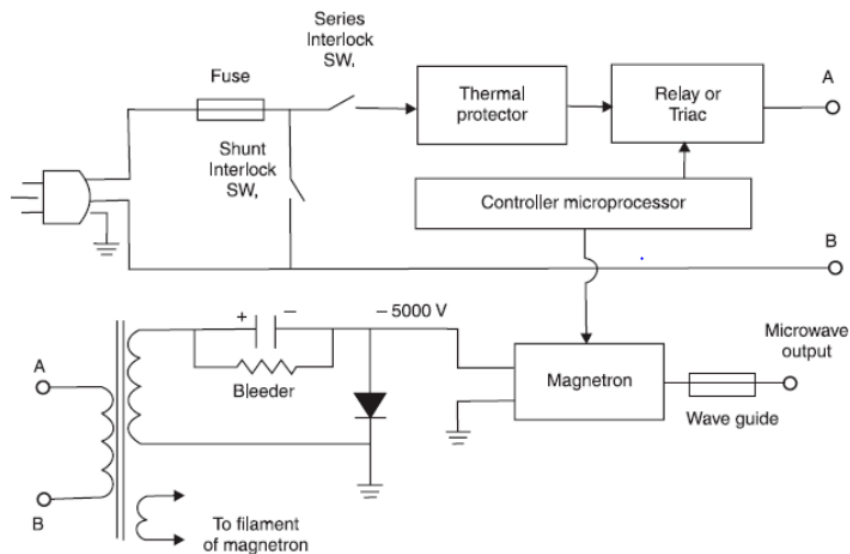 Series
Interlock
SW,
Fuse
Shunt
Interlock
SW,
Thermal
protector
Relay or
Triac
A
Controller microprocessor
B
+ − − 5000 V
Bleeder
A
B
To filament
of magnetron
Magnetron
Microwave
output
Wave guide